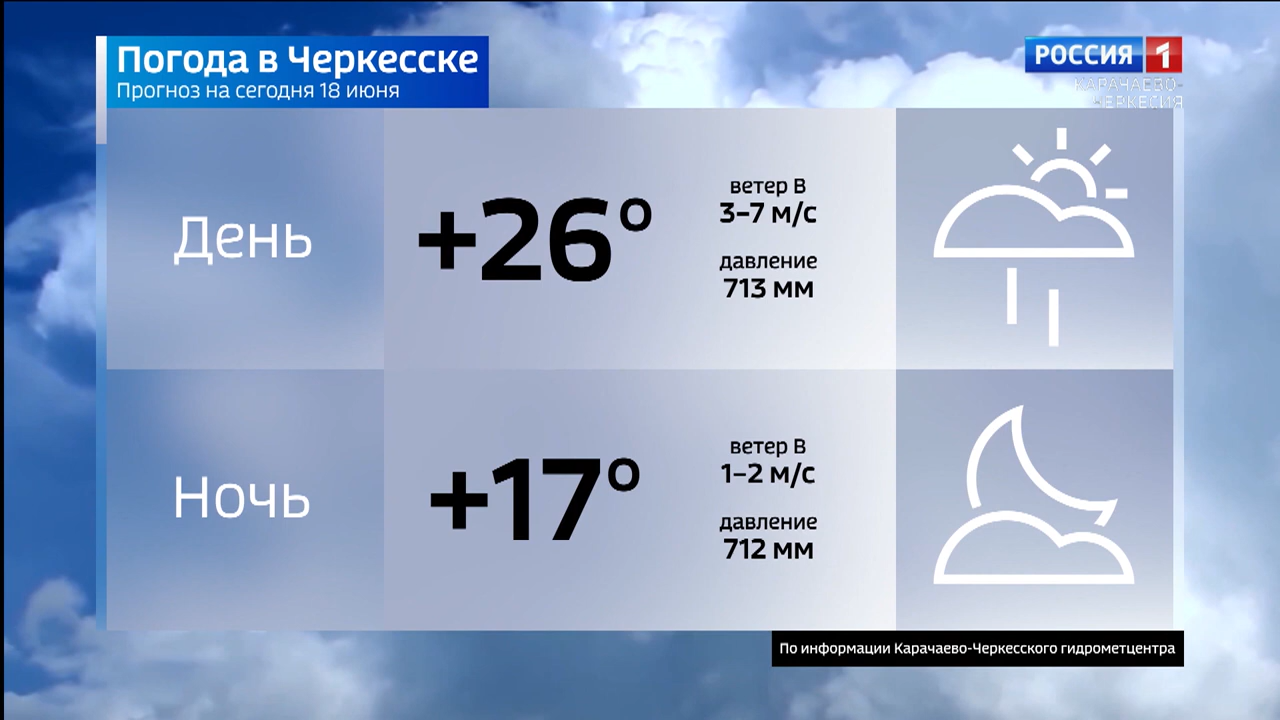 Погода в Черкесске
Прогноз на сегодня 18 июня
РОССИЯ 1
КАРАЧАЕВО-
ЧЕРКЕСИЯ
День
+26°
ветер В
3–7 м/с
давление
713 мм
Ночь
+17°
ветер В
1–2 м/с
давление
712 мм
По информации Карачаево-Черкесского гидрометцентра